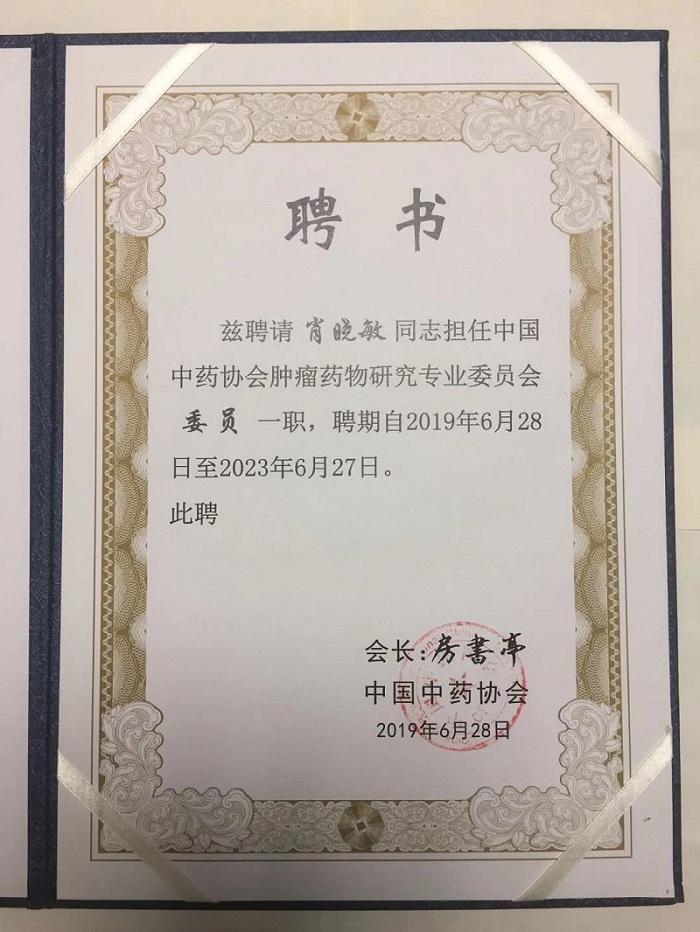 聘 书
兹聘请 肖晓敏 同志担任中国
中药协会肿瘤药物研究专业委员会
委员 一职，聘期自2019年6月28
日至2023年6月27日。
此聘
会长:房书亭
中国中药协会
2019年6月28日